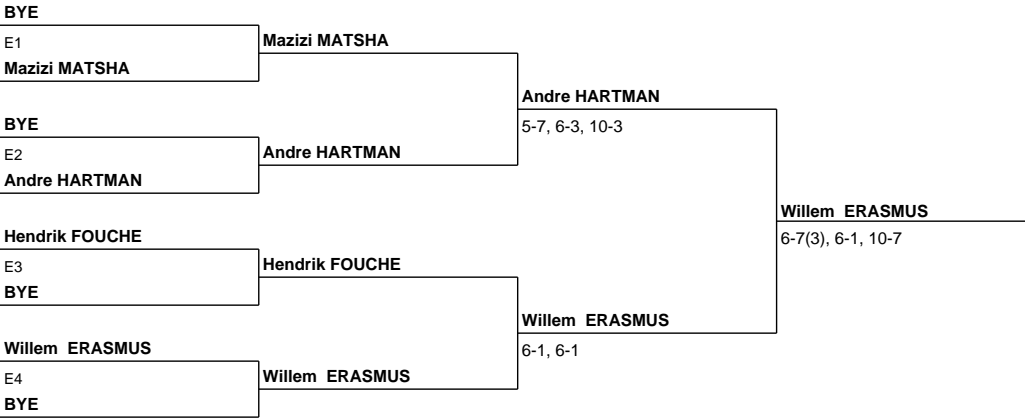 BYE
E1
Mazizi MATSHA
BYE
E2
Andre HARTMAN
Hendrik FOUCHE
E3
BYE
Willem ERASMUS
E4
BYE
Mazizi MATSHA
Andre HARTMAN
Hendrik FOUCHE
Willem ERASMUS
Andre HARTMAN
5-7, 6-3, 10-3
Willem ERASMUS
6-1, 6-1
Willem ERASMUS
6-7(3), 6-1, 10-7